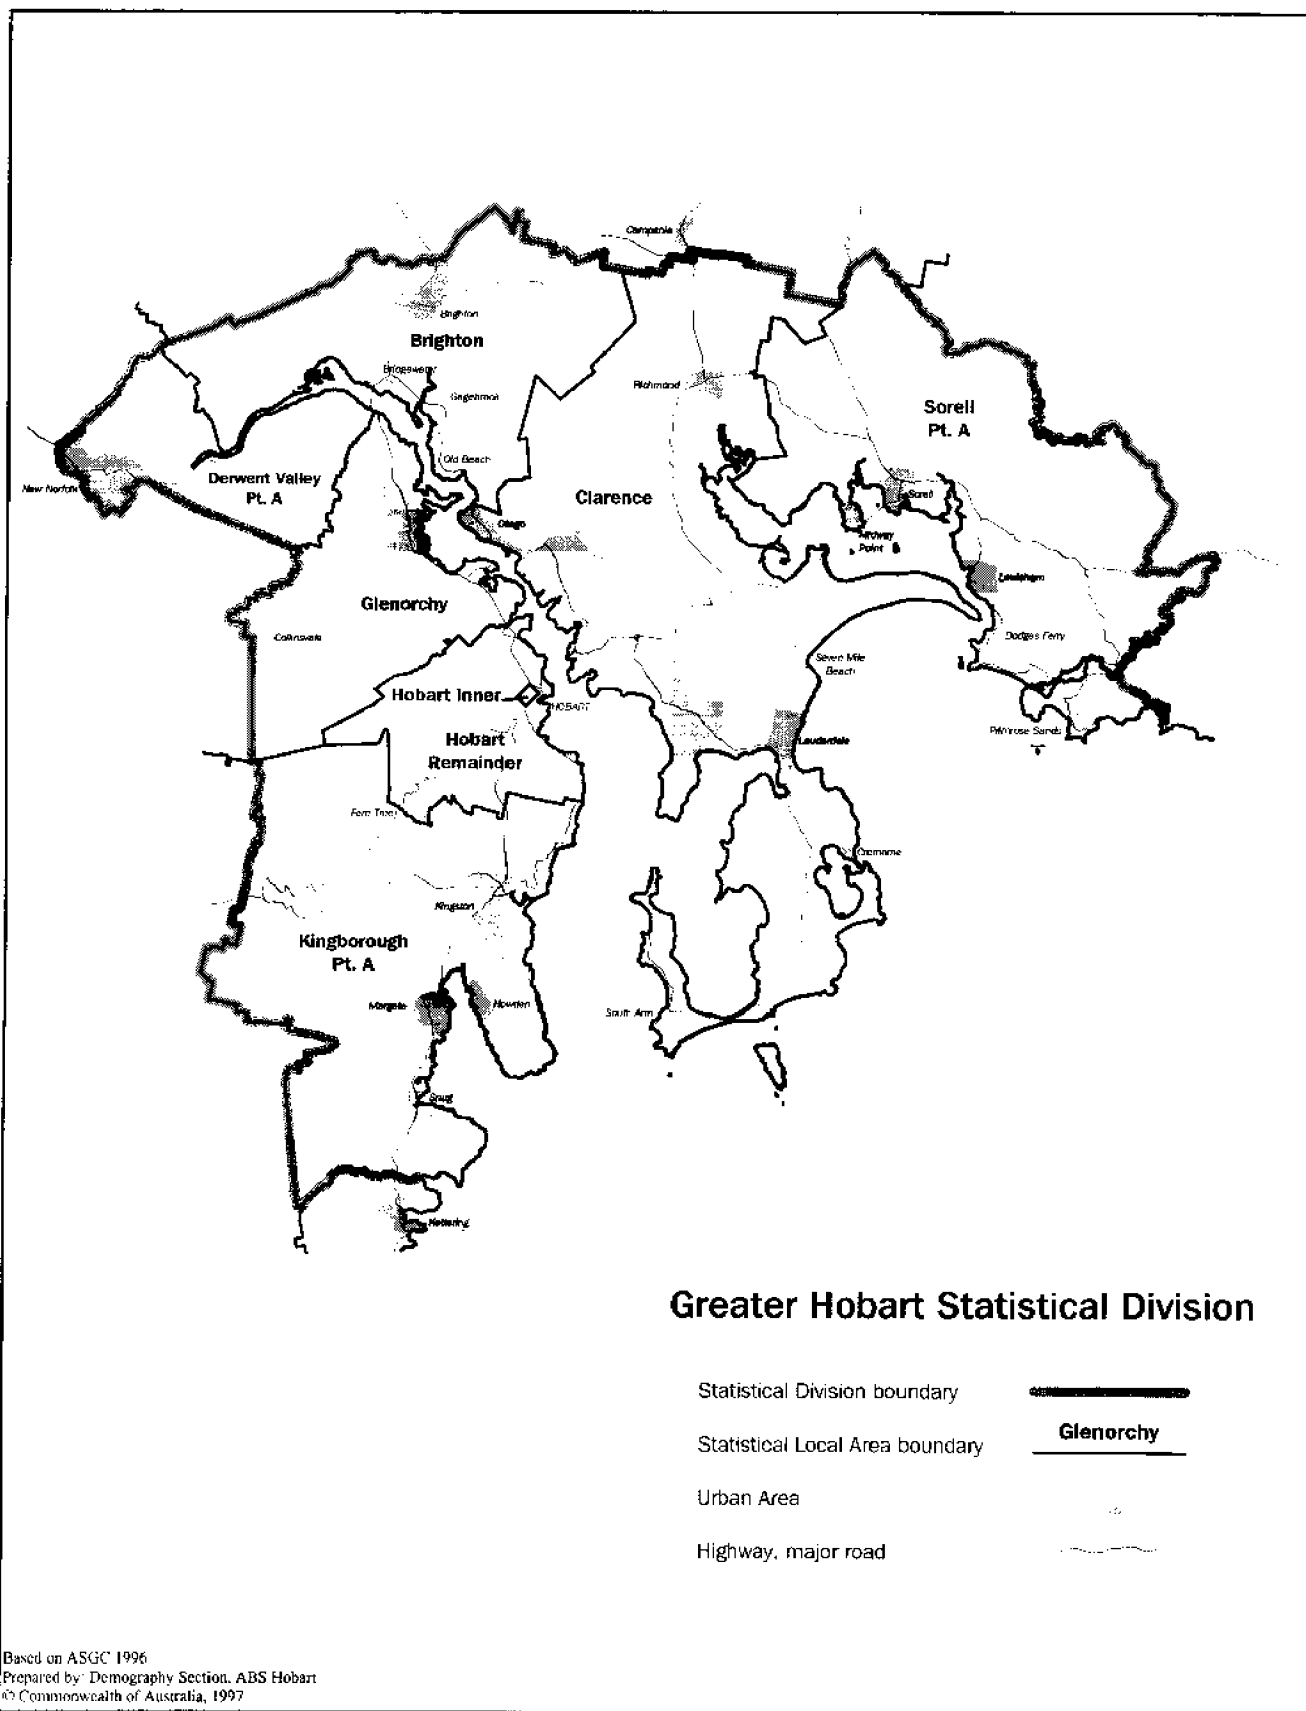 Campania
Brighton
Brighton
Bridgewater
Richmond
Gagebrook
Sorell
Pt. A
Old Beach
Derwent Valley
Pt. A
New Norfolk
Clarence
Sorell
Otago
Midway
Point
Lewisham
Glenorchy
Collinsvale
Dodges Ferry
Seven Mile
Beach
Hobart Inner
HOBART
Primrose Sands
Hobart
Remainder
Lauderdale
Fern Tree
Cremorne
Kingston
Kingborough
Pt. A
Margate
Howden
South Arm
Snug
Kettering
Greater Hobart Statistical Division
Statistical Division boundary
Glenorchy
Statistical Local Area boundary
Urban Area
Highway, major road
Based on ASGC 1996
Prepared by: Demography Section, ABS Hobart
© Commonwealth of Australia, 1997